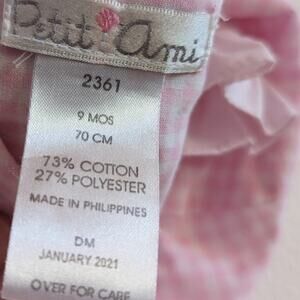 Petit Ami
2361
9 MOS
70 CM
73% COTTON
27% POLYESTER
MADE IN PHILIPPINES
DM
JANUARY 2021
OVER FOR CARE